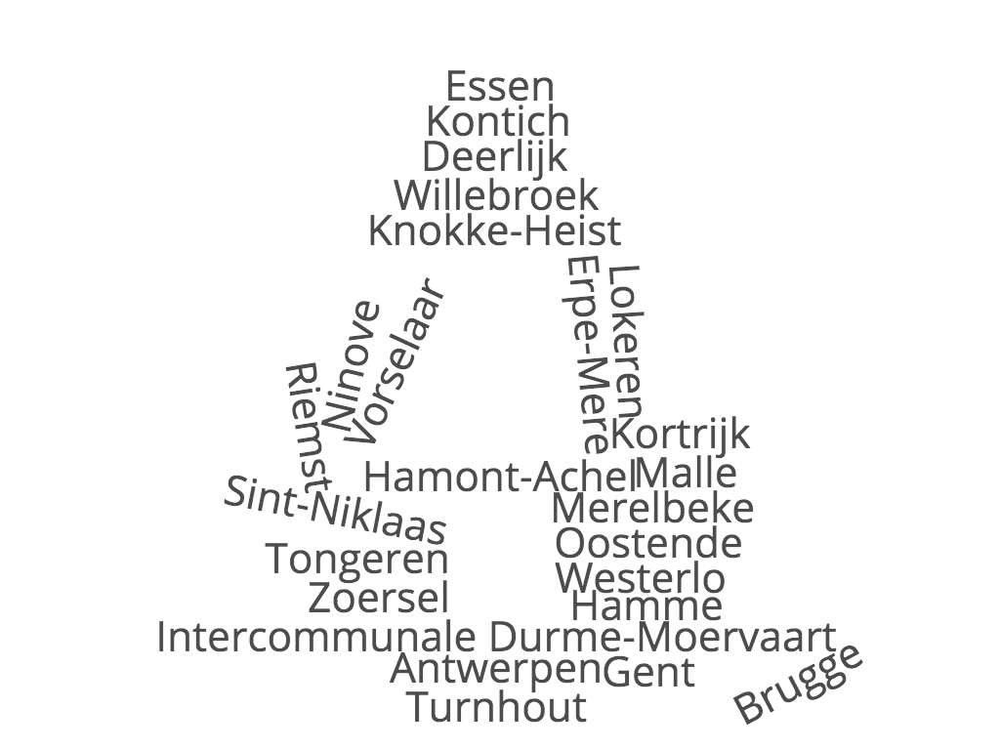 Essen
Kontich
Deerlijk
Willebroek
Knokke-Heist
Erpe-Mere
Lokeren
Ninove
Vorselaar
Riemst
Kortrijk
Hamont-Achel
Malle
Sint-Niklaas
Merelbeke
Oostende
Tongeren
Westerlo
Zoersel
Hamme
Intercommunale Durme-Moervaart
Antwerpen
Gent
Brugge
Turnhout